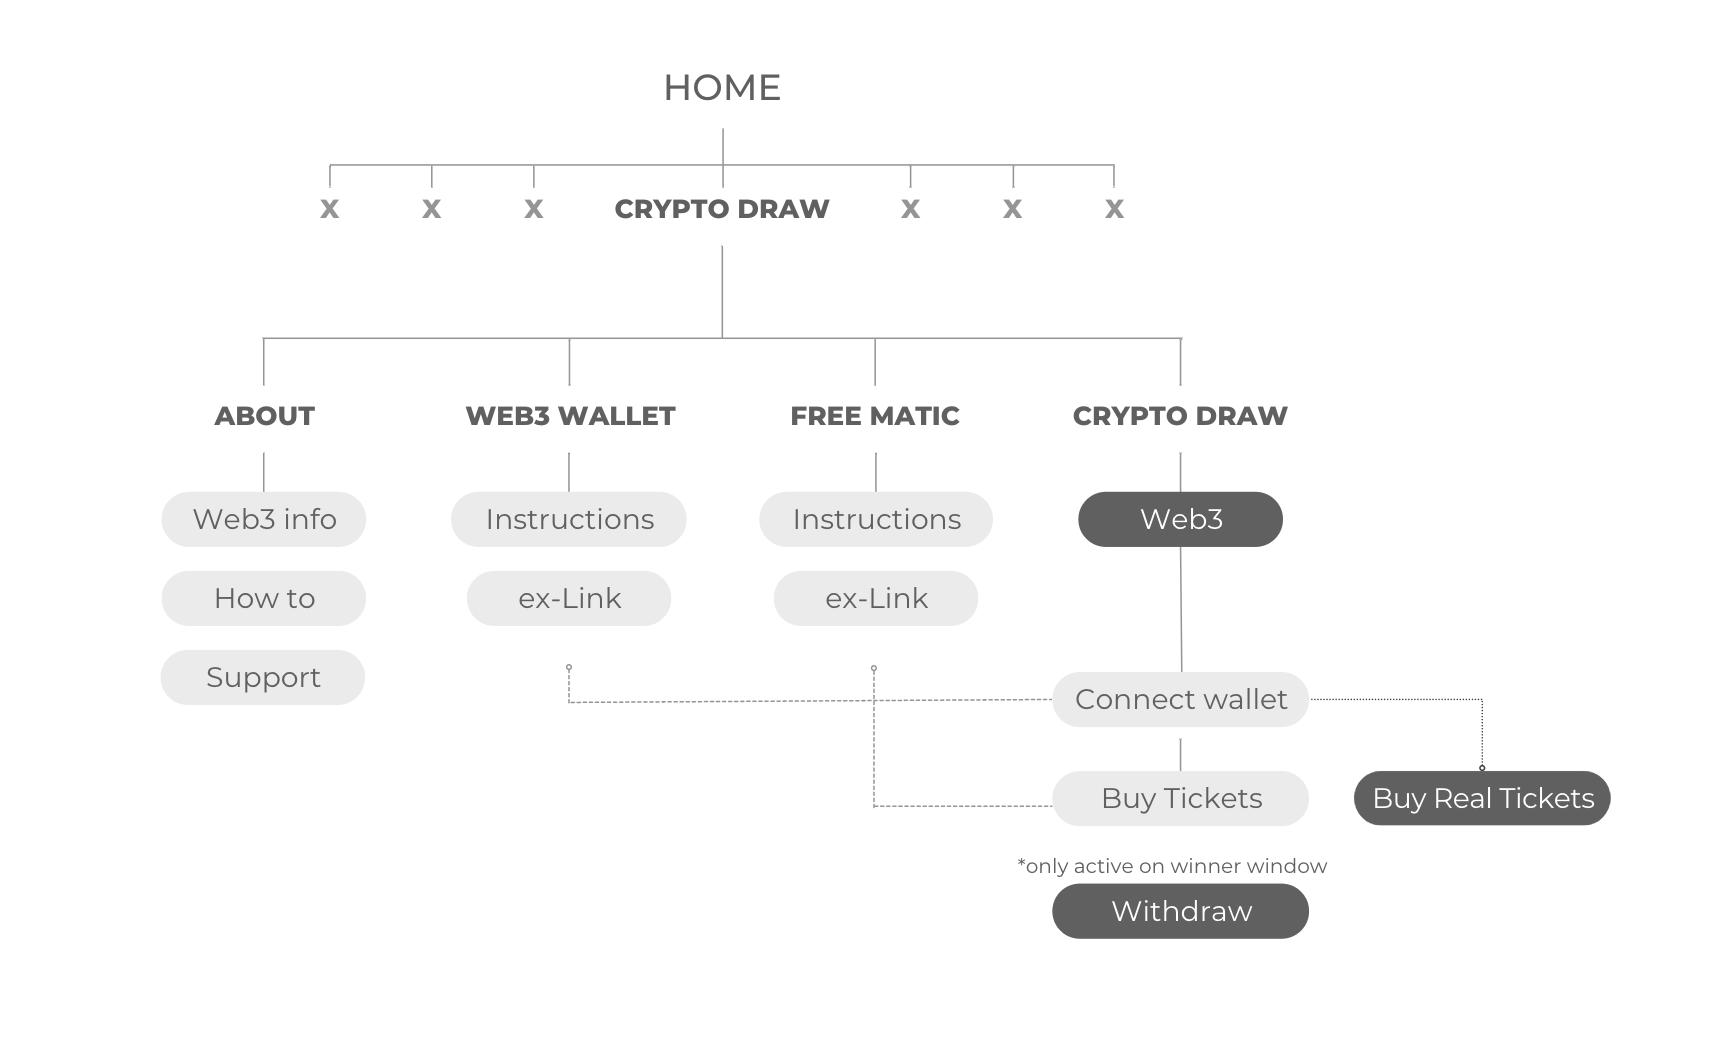 HOME
X X X CRYPTO DRAW X X X
ABOUT WEB3 WALLET FREE MATIC CRYPTO DRAW
Web3 info Instructions Instructions Web3
How to ex-Link ex-Link
Support
Connect wallet
Buy Tickets Buy Real Tickets
*only active on winner window
Withdraw